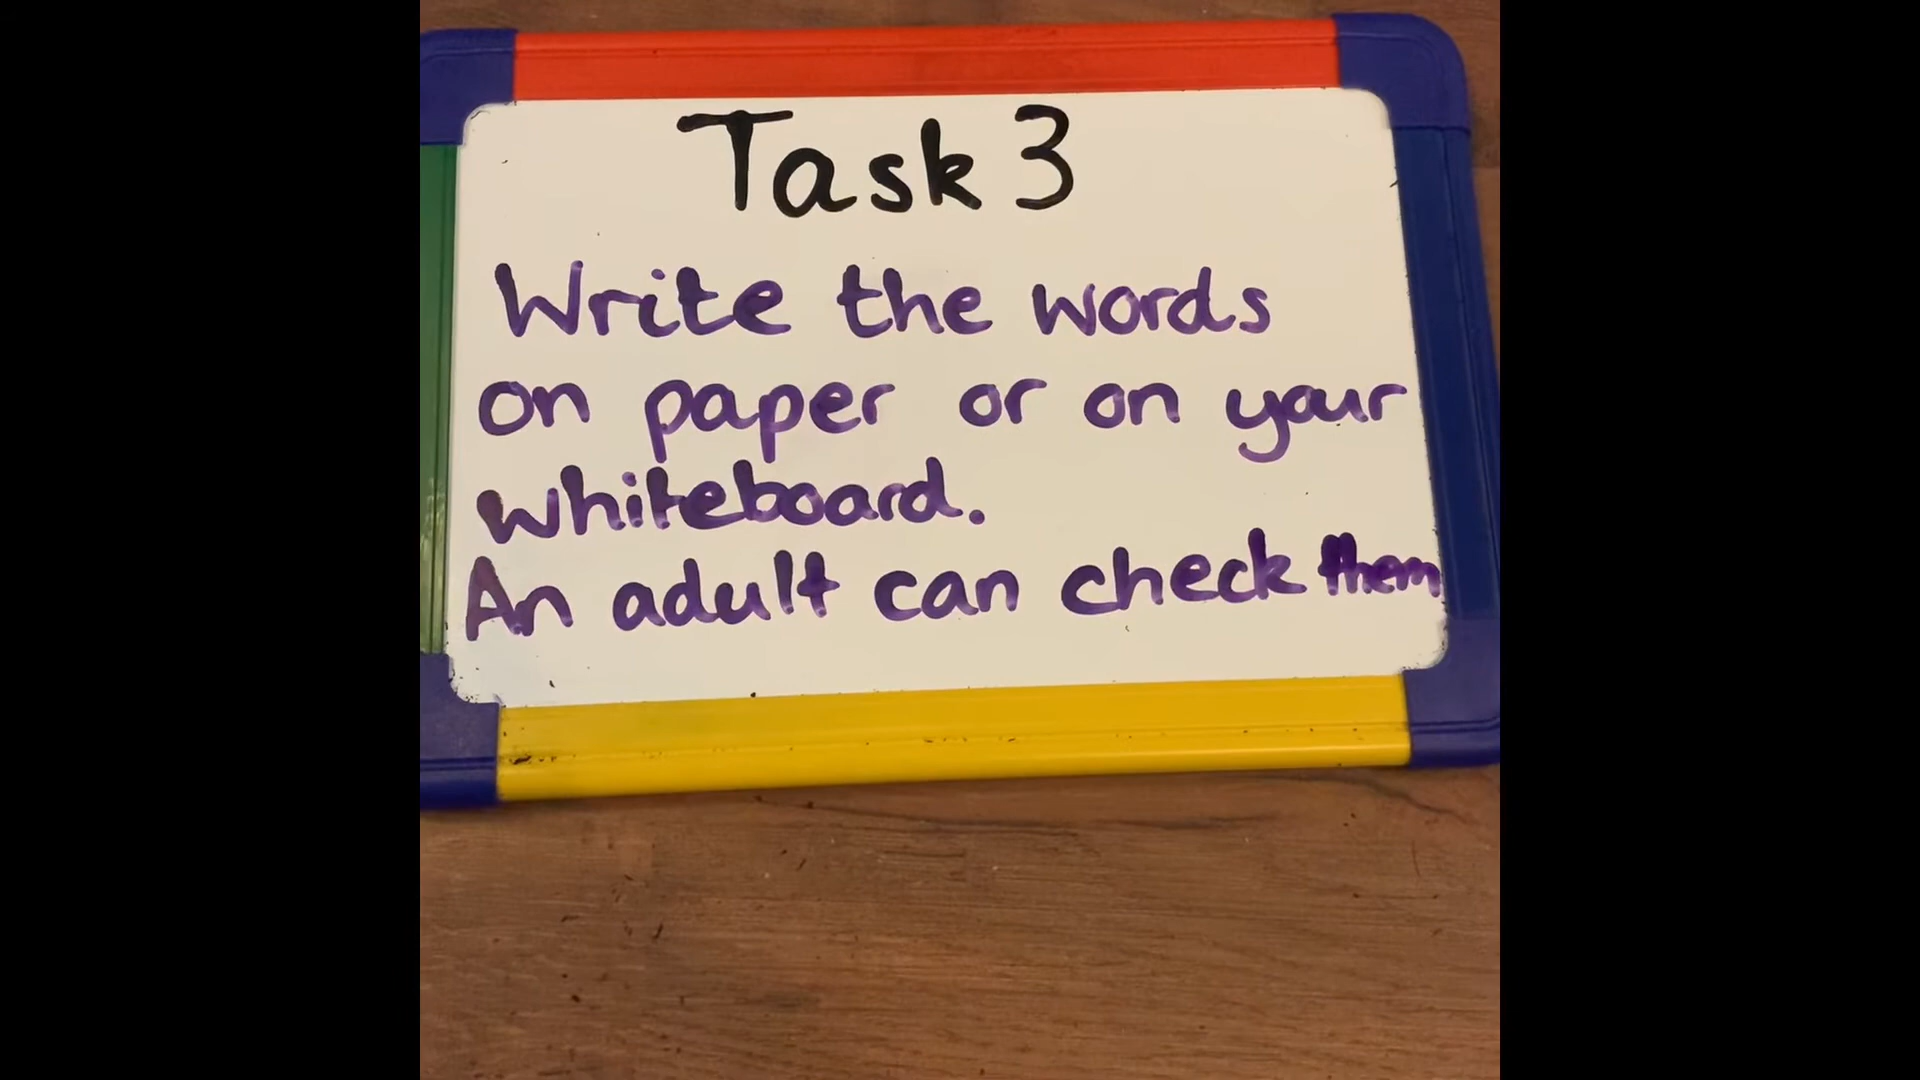 Task 3
Write the words
on paper or on your
whiteboard.
An adult can check them